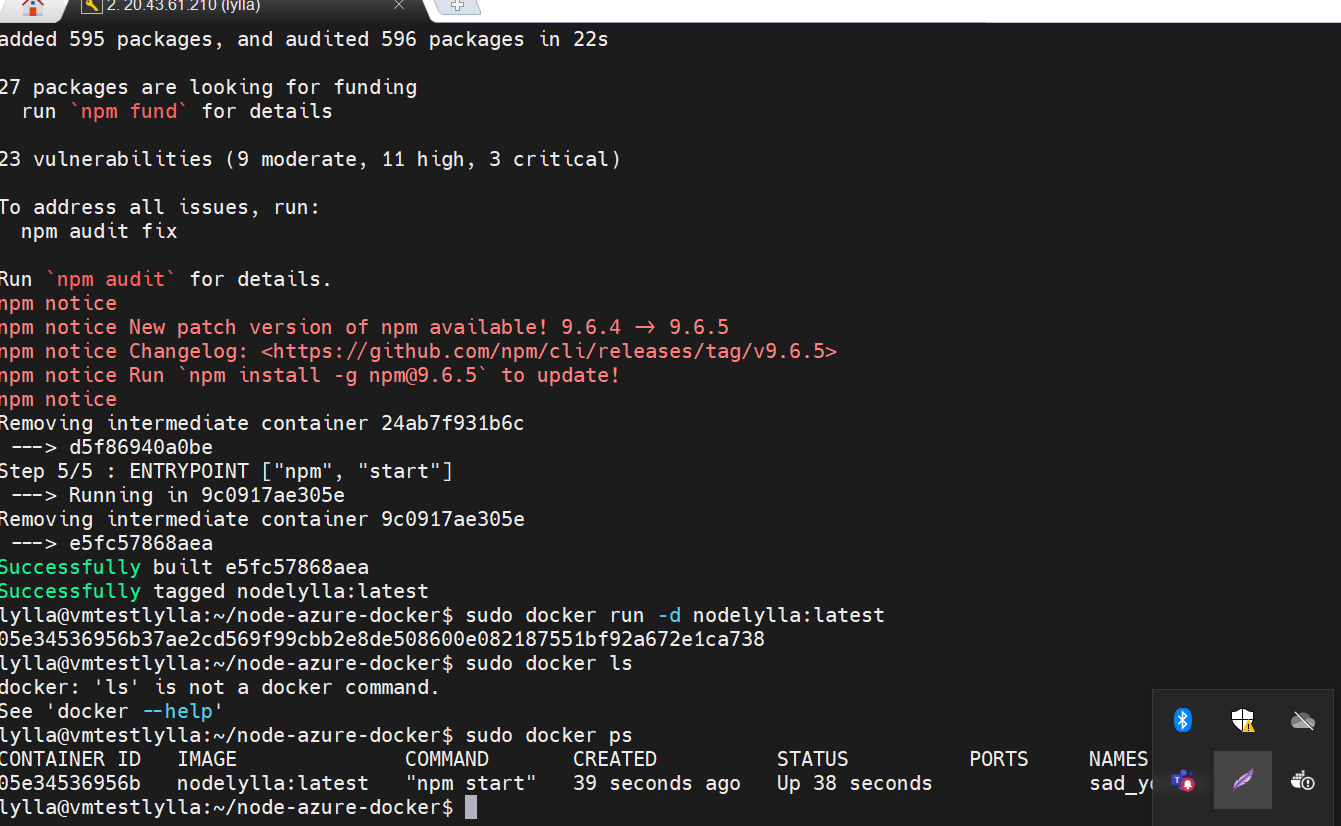 2. 20.43.61.210 (lylla)
added 595 packages, and audited 596 packages in 22s
27 packages are looking for funding
run `npm fund` for details
23 vulnerabilities (9 moderate, 11 high, 3 critical)
To address all issues, run:
npm audit fix
Run `npm audit` for details.
npm notice
npm notice New patch version of npm available! 9.6.4 -> 9.6.5
npm notice Changelog: <https://github.com/npm/cli/releases/tag/v9.6.5>
npm notice Run `npm install -g npm@9.6.5` to update!
npm notice
Removing intermediate container 24ab7f931b6c
---> d5f86940a0be
Step 5/5 : ENTRYPOINT ["npm", "start"]
---> Running in 9c0917ae305e
Removing intermediate container 9c0917ae305e
---> e5fc57868aea
Successfully built e5fc57868aea
Successfully tagged nodelylla:latest
lylla@vmtestlylla:~/node-azure-docker$ sudo docker run -d nodelylla:latest
05e34536956b37ae2cd569f99cbb2e8de508600e082187551bf92a672e1ca738
lylla@vmtestlylla:~/node-azure-docker$ sudo docker ls
docker: 'ls' is not a docker command.
See 'docker --help'
lylla@vmtestlylla:~/node-azure-docker$ sudo docker ps
CONTAINER ID IMAGE COMMAND CREATED STATUS PORTS NAMES
05e34536956b nodelylla:latest "npm start" 39 seconds ago Up 38 seconds
lylla@vmtestlylla:~/node-azure-docker$